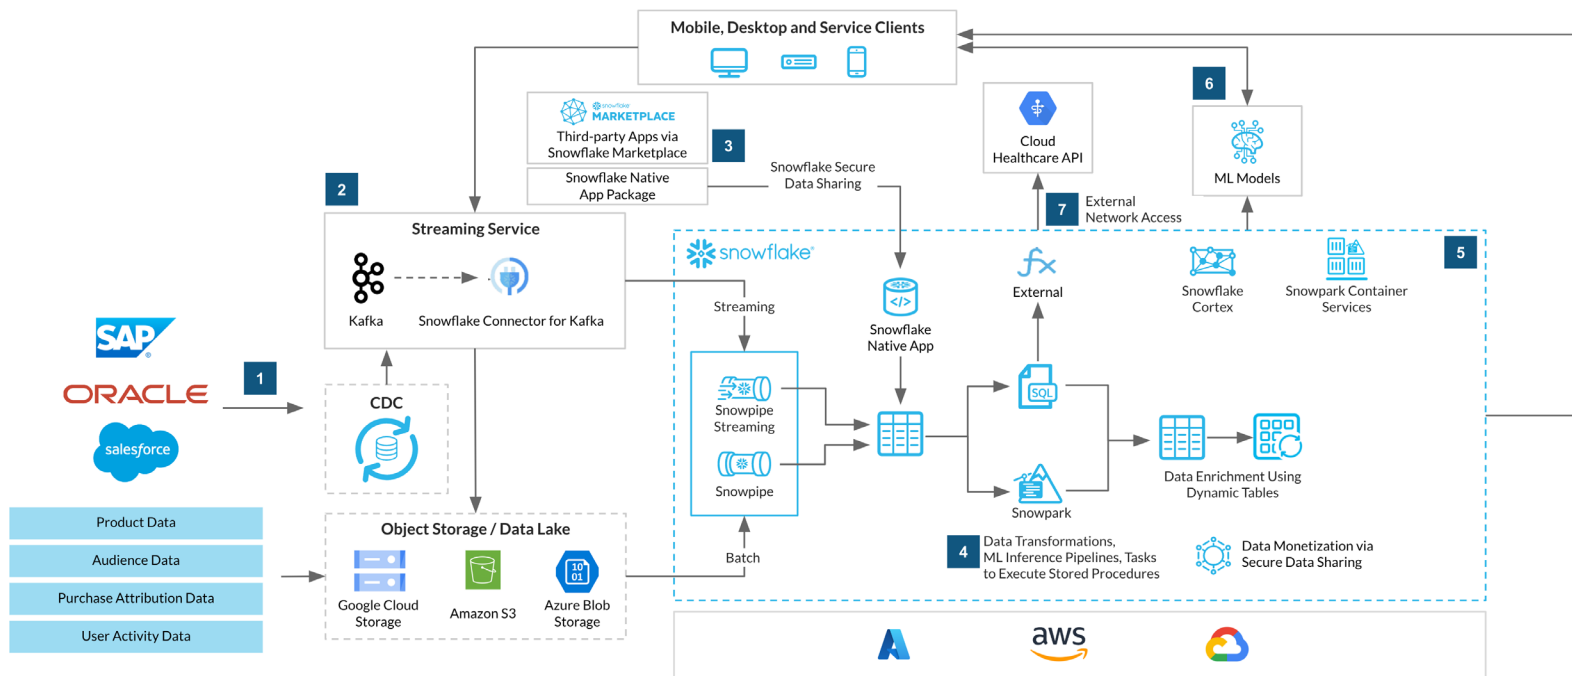 Mobile, Desktop and Service Clients
snowflake
MARKETPLACE
Third-party Apps via
Snowflake Marketplace
3
Snowflake Native
App Package
Snowflake Secure
Data Sharing
Cloud
Healthcare API
6
ML Models
7
External
Network Access
2
Streaming Service
Kafka
Snowflake Connector for Kafka
SAP
®
ORACLE
salesforce
1
CDC
Product Data
Audience Data
Purchase Attribution Data
User Activity Data
Object Storage / Data Lake
Google Cloud
Storage
Amazon S3
10
01
Azure Blob
Storage
snowflake®
5
Streaming
Snowpipe
Streaming
Snowpipe
Batch
</>
Snowflake
Native App
fx
External
SQL
Snowpark
Snowflake
Cortex
Snowpark Container
Services
Data Enrichment Using
Dynamic Tables
4
Data Transformations,
ML Inference Pipelines, Tasks
to Execute Stored Procedures
Data Monetization via
Secure Data Sharing
aws